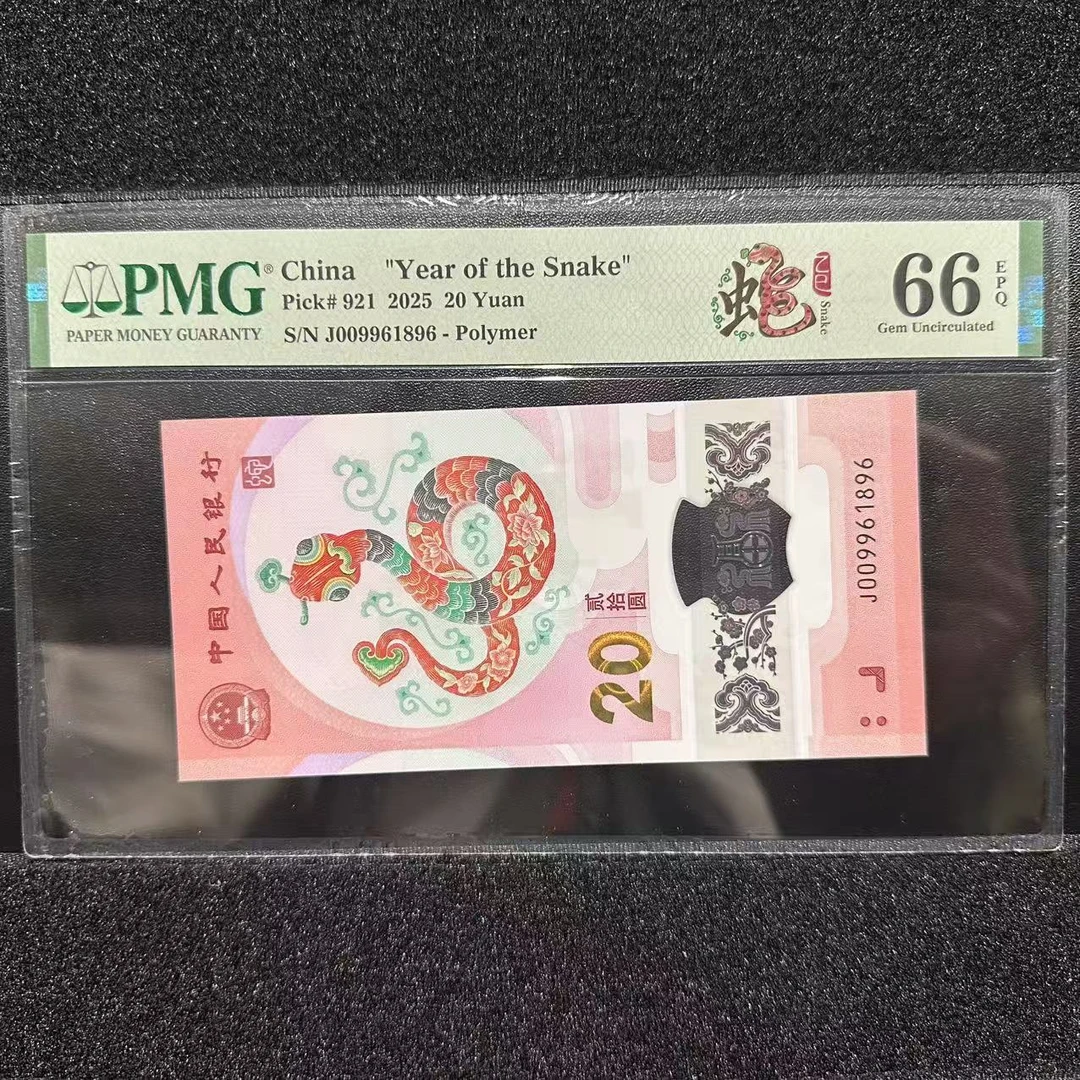 PMG®
PAPER MONEY GUARANTY
China "Year of the Snake"
Pick# 921 2025 20 Yuan
S/N J009961896 - Polymer
蛇
Snake
66 EPQ
Gem Uncirculated
中国人民银行
贰拾圆
20
J009961896